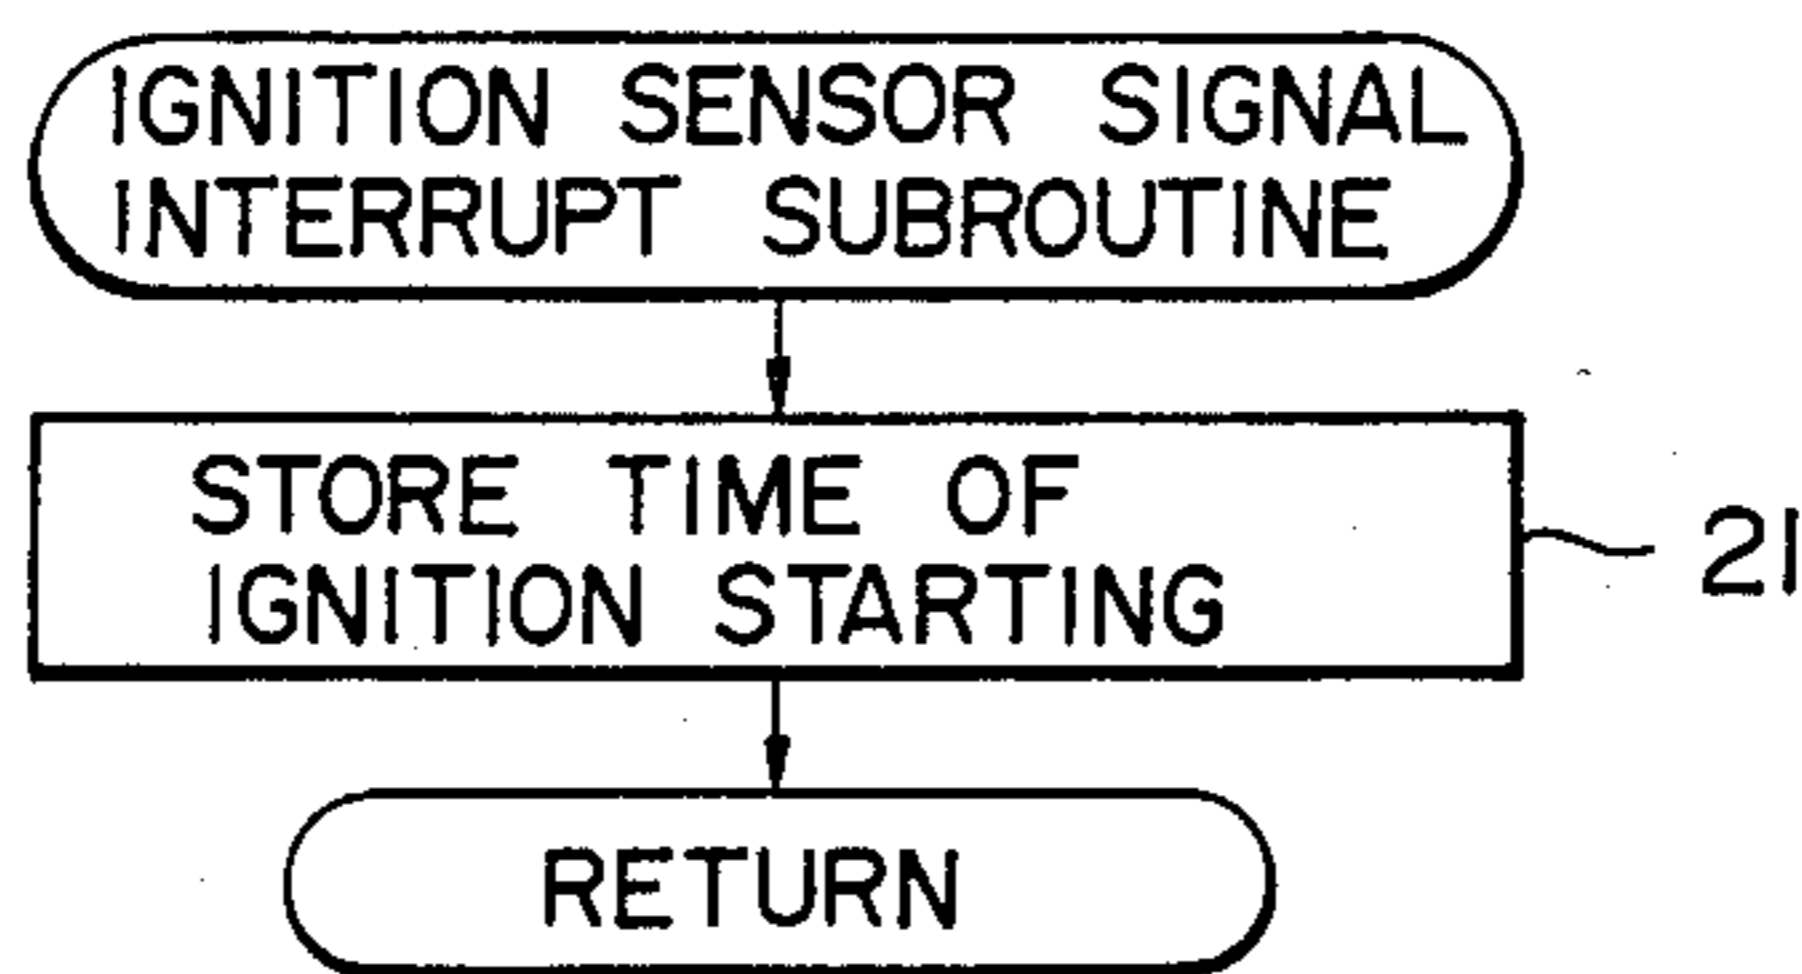 IGNITION SENSOR SIGNAL
INTERRUPT SUBROUTINE
STORE TIME OF
IGNITION STARTING
21
RETURN